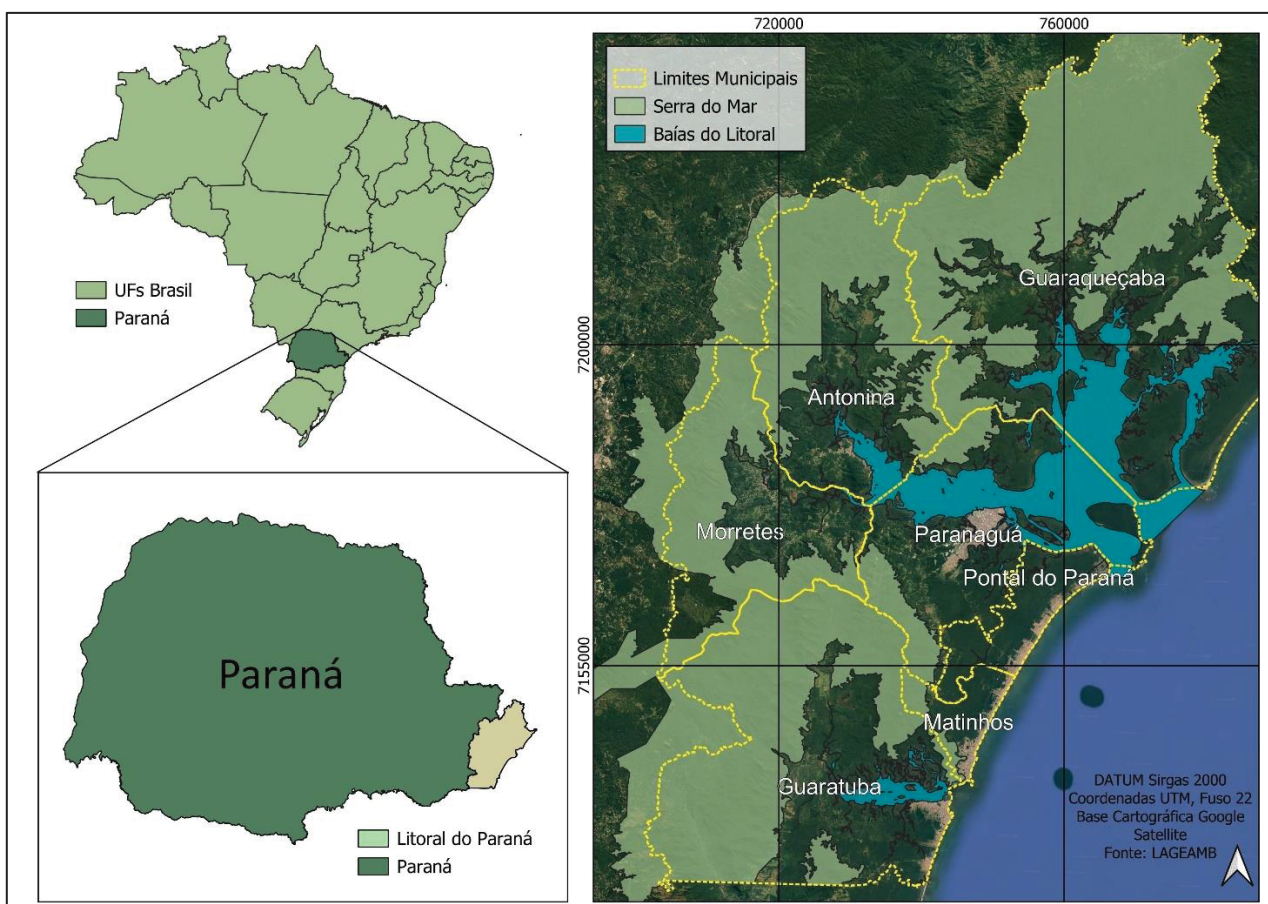 UFs Brasil
Paraná
Paraná
Litoral do Paraná
Paraná
720000
760000
Limites Municipais
Serra do Mar
Baías do Litoral
7200000
7155000
Guaraqueçaba
Antonina
Morretes
Paranaguá
Pontal do Paraná
Matinhos
Guaratuba
DATUM Sirgas 2000
Coordenadas UTM, Fuso 22
Base Cartográfica Google
Satellite
Fonte: LAGEAMB